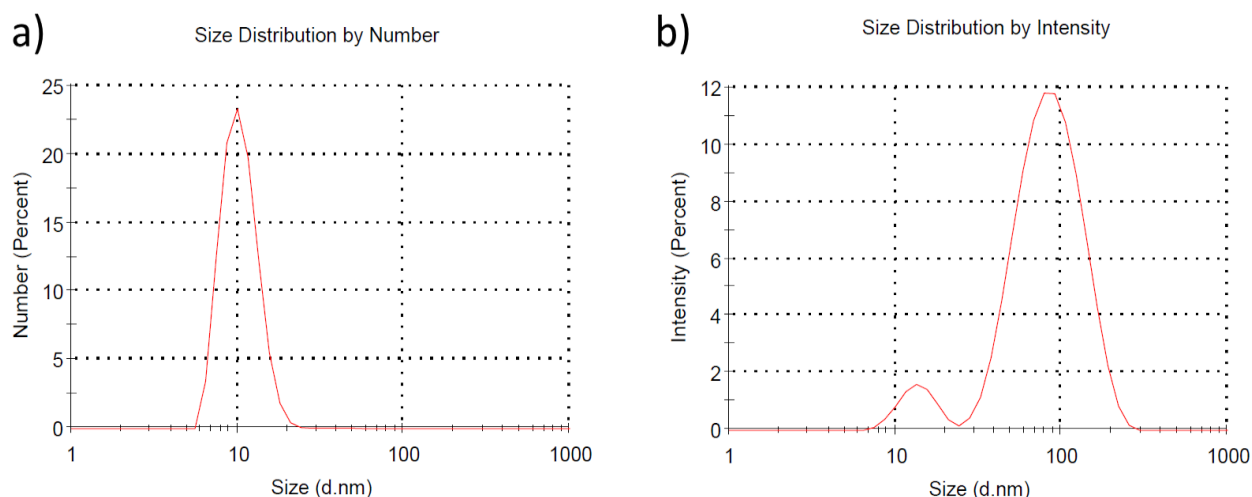 a)
Size Distribution by Number
25
20
15
10
5
0
Number (Percent)
1
10
100
1000
Size (d.nm)
b)
Size Distribution by Intensity
12
10
8
6
4
2
0
Intensity (Percent)
1
10
100
1000
Size (d.nm)